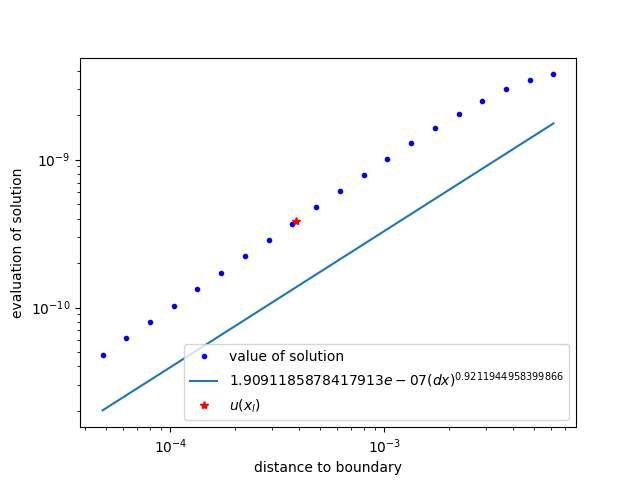 evaluation of solution
10⁻⁹
10⁻¹⁰
value of solution
1.9091185878417913e − 07(dx)^0.9211944958399866
u(xₗ)
10⁻⁴
10⁻³
distance to boundary